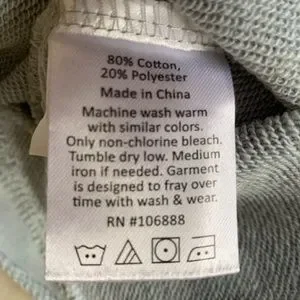 80% Cotton,
20% Polyester
Made in China
Machine wash warm
with similar colors.
Only non-chlorine bleach.
Tumble dry low. Medium
iron if needed. Garment
is designed to fray over
time with wash & wear.
RN #106888